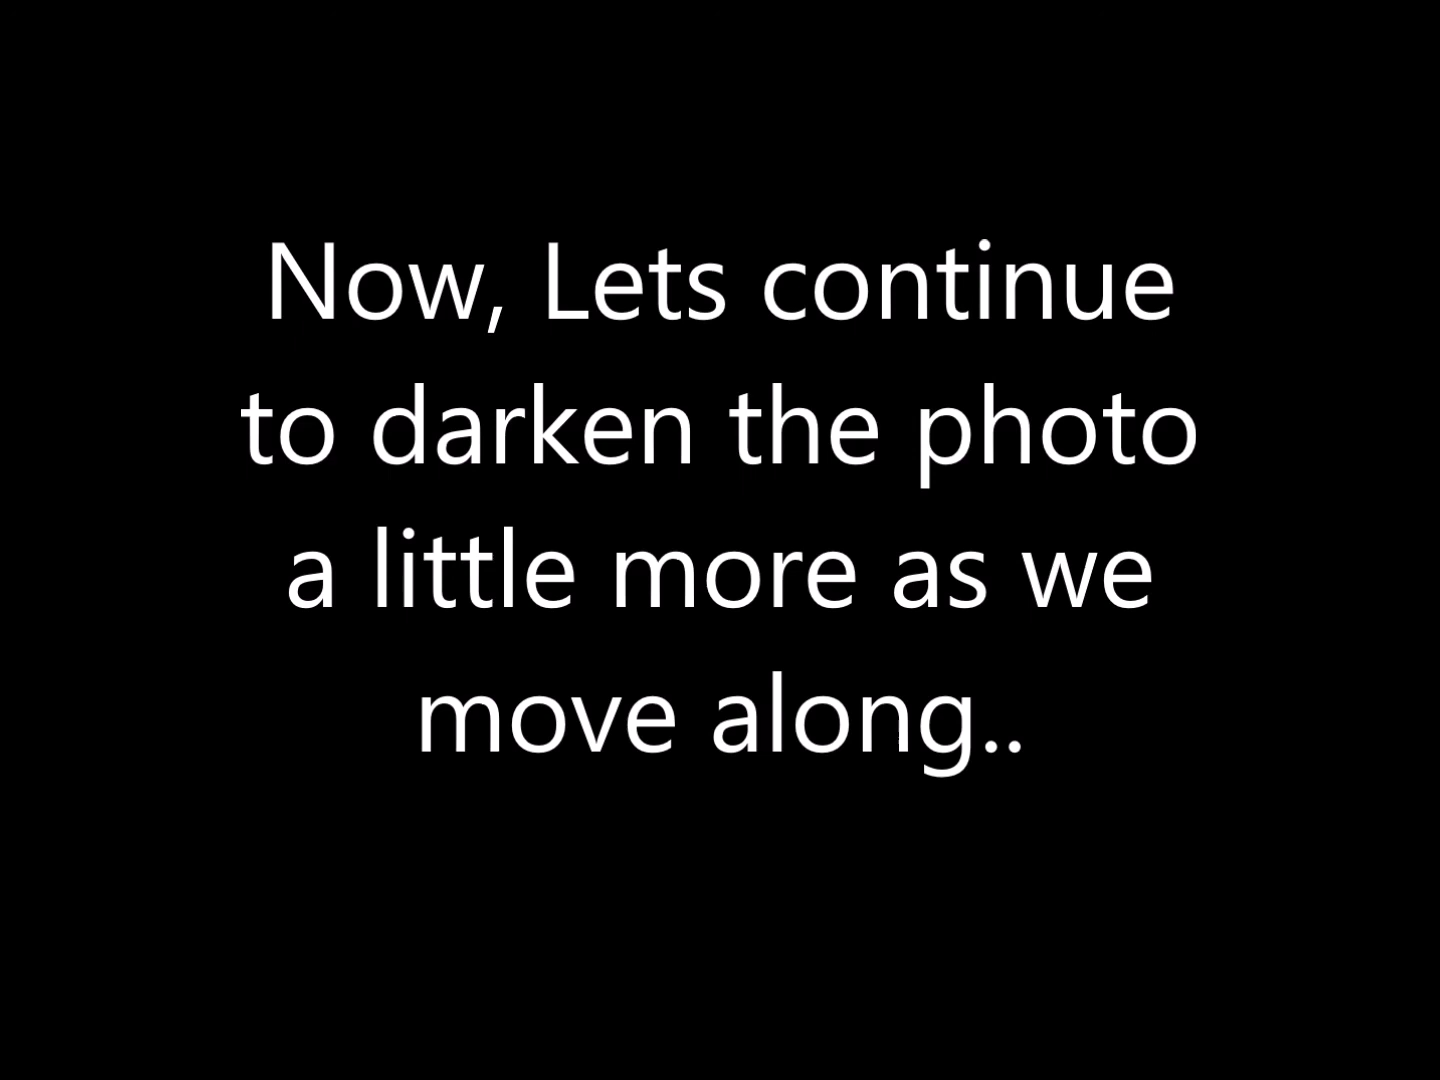 Now, Lets continue
to darken the photo
a little more as we
move along..